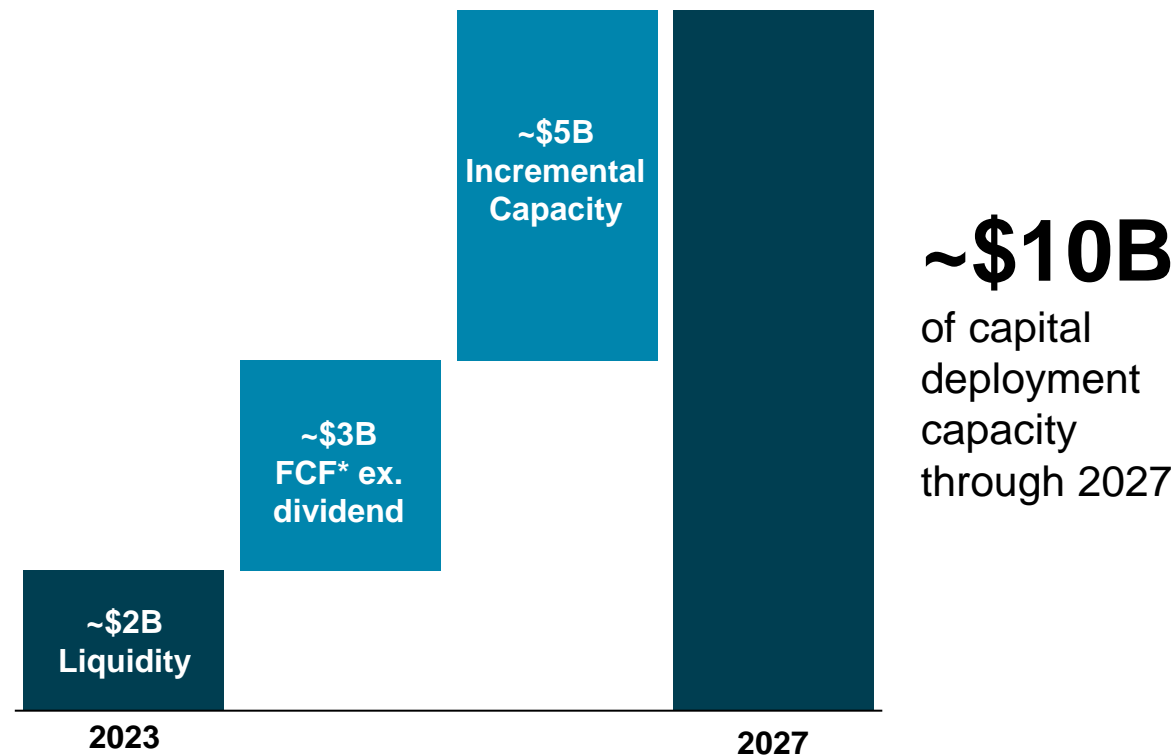 ~$5B
Incremental
Capacity
~$3B
FCF* ex.
dividend
~$2B
Liquidity
2023
2027
~$10B
of capital
deployment
capacity
through 2027